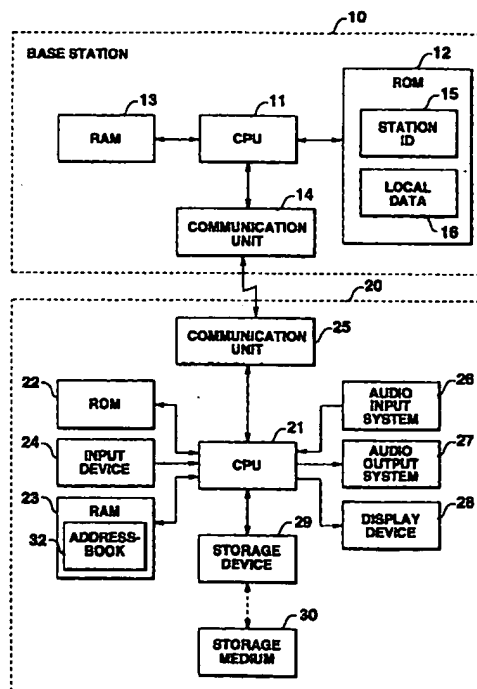 10
BASE STATION
12
ROM
13
11
15
RAM
CPU
STATION
ID
14
LOCAL
DATA
COMMUNICATION
UNIT
16
20
COMMUNICATION
UNIT
25
22
ROM
21
26
AUDIO
INPUT
SYSTEM
24
INPUT
DEVICE
CPU
27
AUDIO
OUTPUT
SYSTEM
23
RAM
32
ADDRESS-
BOOK
29
28
DISPLAY
DEVICE
STORAGE
DEVICE
30
STORAGE
MEDIUM